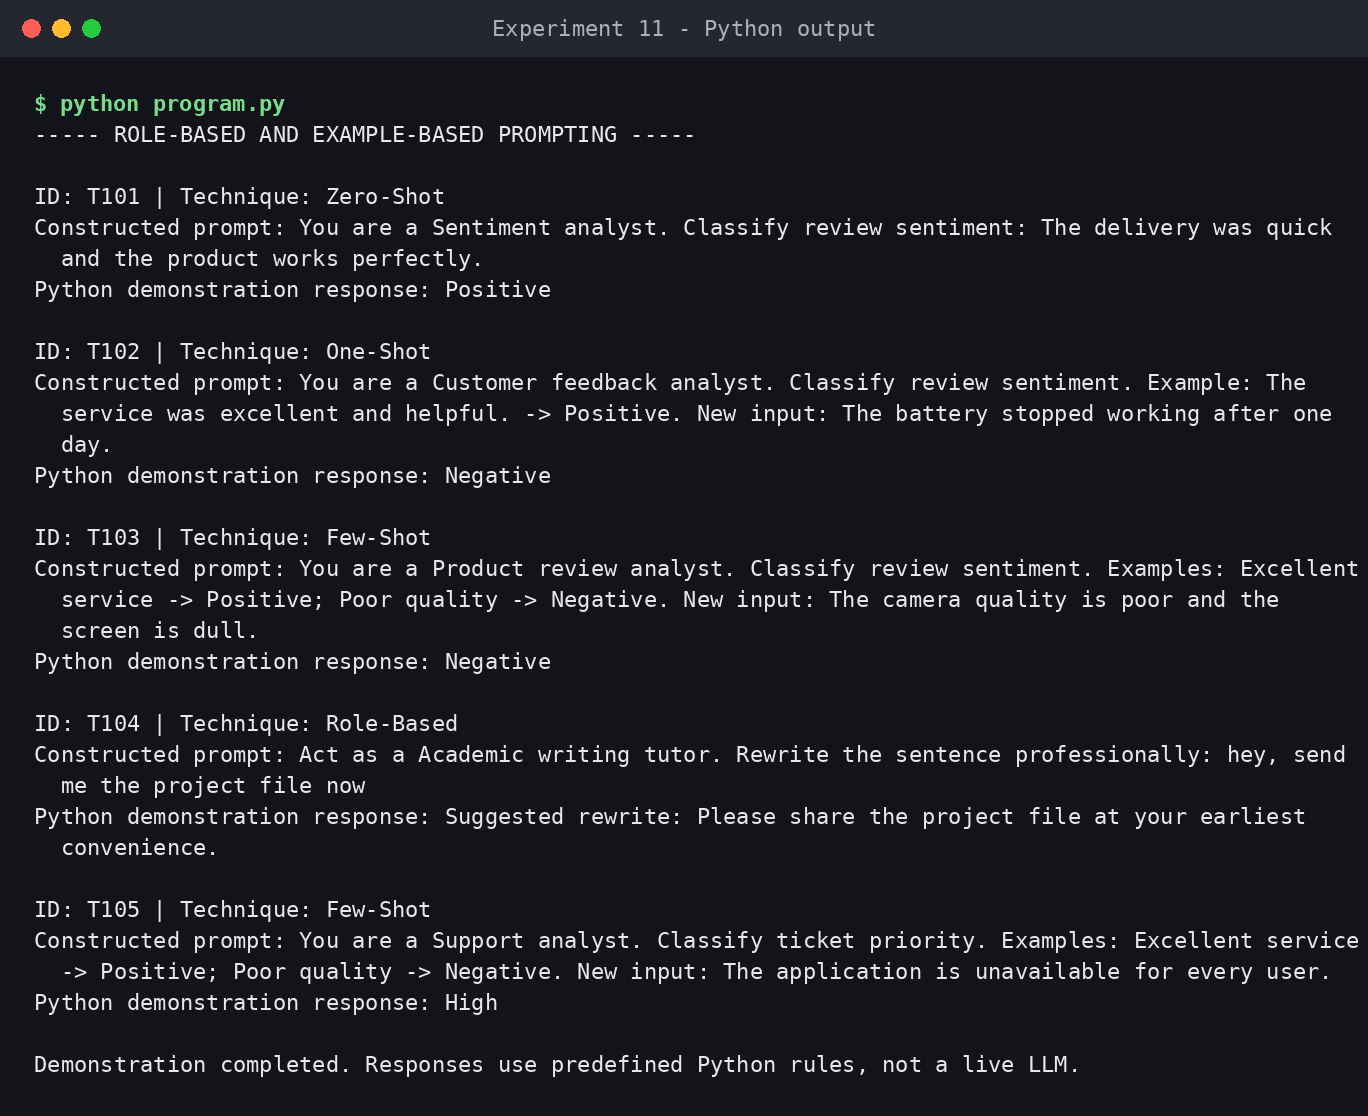 Experiment 11 - Python output
$ python program.py
----- ROLE-BASED AND EXAMPLE-BASED PROMPTING -----
ID: T101 | Technique: Zero-Shot
Constructed prompt: You are a Sentiment analyst. Classify review sentiment: The delivery was quick
and the product works perfectly.
Python demonstration response: Positive
ID: T102 | Technique: One-Shot
Constructed prompt: You are a Customer feedback analyst. Classify review sentiment. Example: The
service was excellent and helpful. -> Positive. New input: The battery stopped working after one
day.
Python demonstration response: Negative
ID: T103 | Technique: Few-Shot
Constructed prompt: You are a Product review analyst. Classify review sentiment. Examples: Excellent
service -> Positive; Poor quality -> Negative. New input: The camera quality is poor and the
screen is dull.
Python demonstration response: Negative
ID: T104 | Technique: Role-Based
Constructed prompt: Act as a Academic writing tutor. Rewrite the sentence professionally: hey, send
me the project file now
Python demonstration response: Suggested rewrite: Please share the project file at your earliest
convenience.
ID: T105 | Technique: Few-Shot
Constructed prompt: You are a Support analyst. Classify ticket priority. Examples: Excellent service
-> Positive; Poor quality -> Negative. New input: The application is unavailable for every user.
Python demonstration response: High
Demonstration completed. Responses use predefined Python rules, not a live LLM.